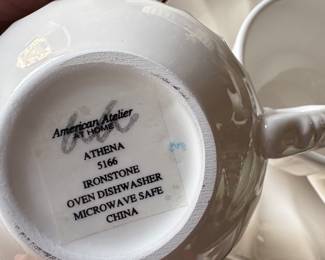 American Atelier
AT HOME
ATHENA
5166
IRONSTONE
OVEN DISHWASHER
MICROWAVE SAFE
CHINA